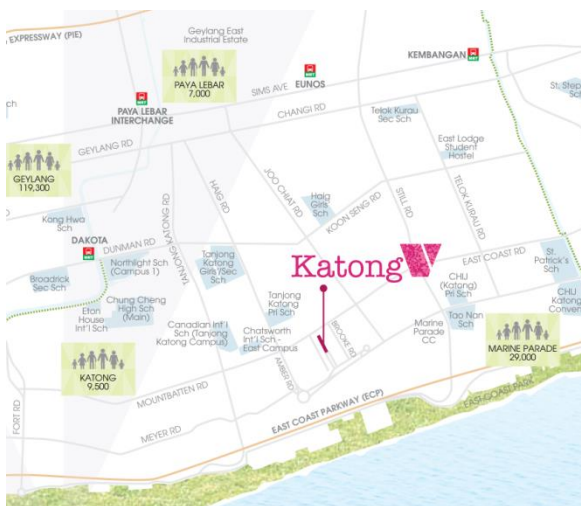 EXPRESSWAY (PIE)
Geylang East
Industrial Estate
PAYA LEBAR
7,000
KEMBANGAN
EUNOS
SIMS AVE
PAYA LEBAR
INTERCHANGE
CHANGI RD
GEYLANG RD
Telok Kurau
Sec Sch
St. Step
East Lodge
Student
Hostel
GEYLANG
119,300
HAIG RD
JOO CHIAT RD
Haig
Girls
Sch
STILL RD
TELOK KURAU RD
KOON SENG RD
Kong Hwa
Sch
TANJONG KATONG RD
DAKOTA
DUNMAN RD
Northlight Sch
(Campus 1)
Tanjong
Katong
Girls'/Sec
Sch
Broadrick
Sec Sch
Chung Cheng
High Sch
(Main)
Eton
House
Int'l Sch
Katong W
EAST COAST RD
St.
Patrick's
Sch
CHIJ
(Katong)
Pri Sch
CHIJ
Katong
Conven
Tanjong
Katong
Pri Sch
Canadian Int'l
Sch (Tanjong
Katong Campus)
Chatsworth
Int'l Sch -
East Campus
BROOKE RD
AMBER RD
Marine
Parade
CC
Tao Nan
Sch
MARINE PARADE
29,000
KATONG
9,500
MOUNTBATTEN RD
MEYER RD
FORT RD
EAST COAST PARKWAY (ECP)
EAST COAST PARK